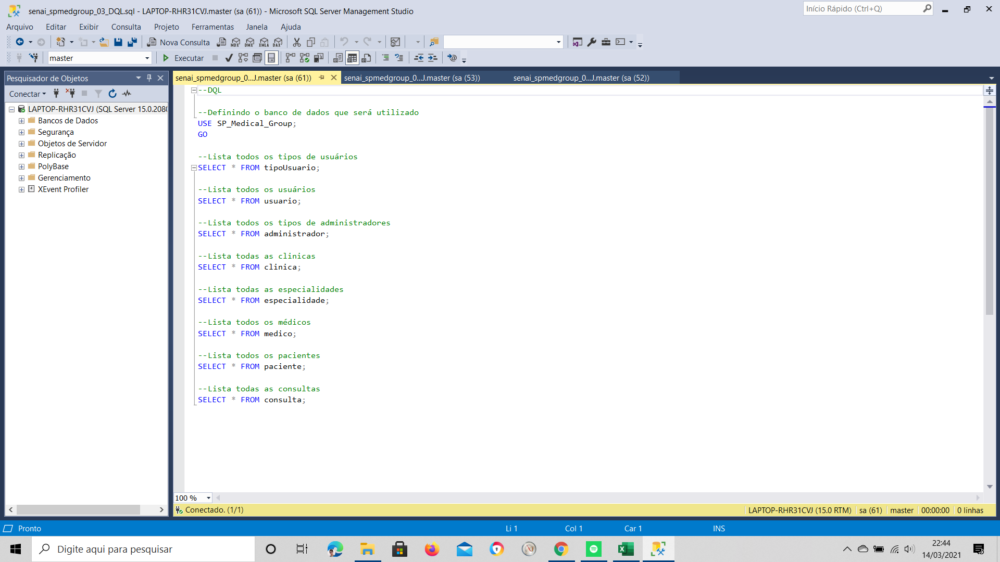 senai_spmedgroup_03_DQL.sql - LAPTOP-RHR31CVJ.master (sa (61)) - Microsoft SQL Server Management Studio
Início Rápido (Ctrl+Q)
Arquivo Editar Exibir Consulta Projeto Ferramentas Janela Ajuda
Nova Consulta MDX DMX XMLA DAX
master Executar
Pesquisador de Objetos
Conectar
LAPTOP-RHR31CVJ (SQL Server 15.0.2080
Bancos de Dados
Segurança
Objetos de Servidor
Replicação
PolyBase
Gerenciamento
XEvent Profiler
senai_spmedgroup_0...J.master (sa (61)) senai_spmedgroup_0...J.master (sa (53)) senai_spmedgroup_0...J.master (sa (52))
--DQL
--Definindo o banco de dados que será utilizado
USE SP_Medical_Group;
GO
--Lista todos os tipos de usuários
SELECT * FROM tipoUsuario;
--Lista todos os usuários
SELECT * FROM usuario;
--Lista todos os tipos de administradores
SELECT * FROM administrador;
--Lista todas as clinicas
SELECT * FROM clinica;
--Lista todas as especialidades
SELECT * FROM especialidade;
--Lista todos os médicos
SELECT * FROM medico;
--Lista todos os pacientes
SELECT * FROM paciente;
--Lista todas as consultas
SELECT * FROM consulta;
100 %
Conectado. (1/1) LAPTOP-RHR31CVJ (15.0 RTM) sa (61) master 00:00:00 0 linhas
Pronto Li 1 Col 1 Car 1 INS
Digite aqui para pesquisar
22:44
14/03/2021